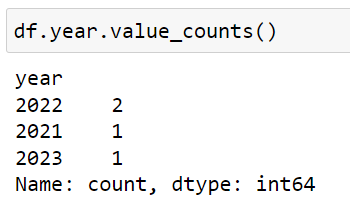 df.year.value_counts()
year
2022    2
2021    1
2023    1
Name: count, dtype: int64